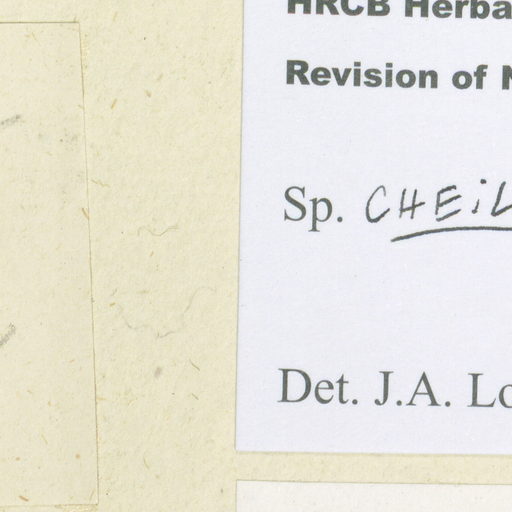 HRCB Herba
Revision of N
Sp. CHEiL
Det. J.A. Lo